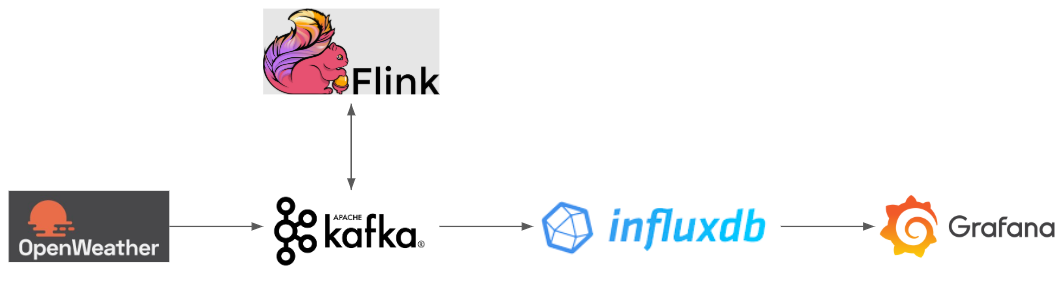 Flink
OpenWeather
APACHE
kafka®
influxdb
Grafana